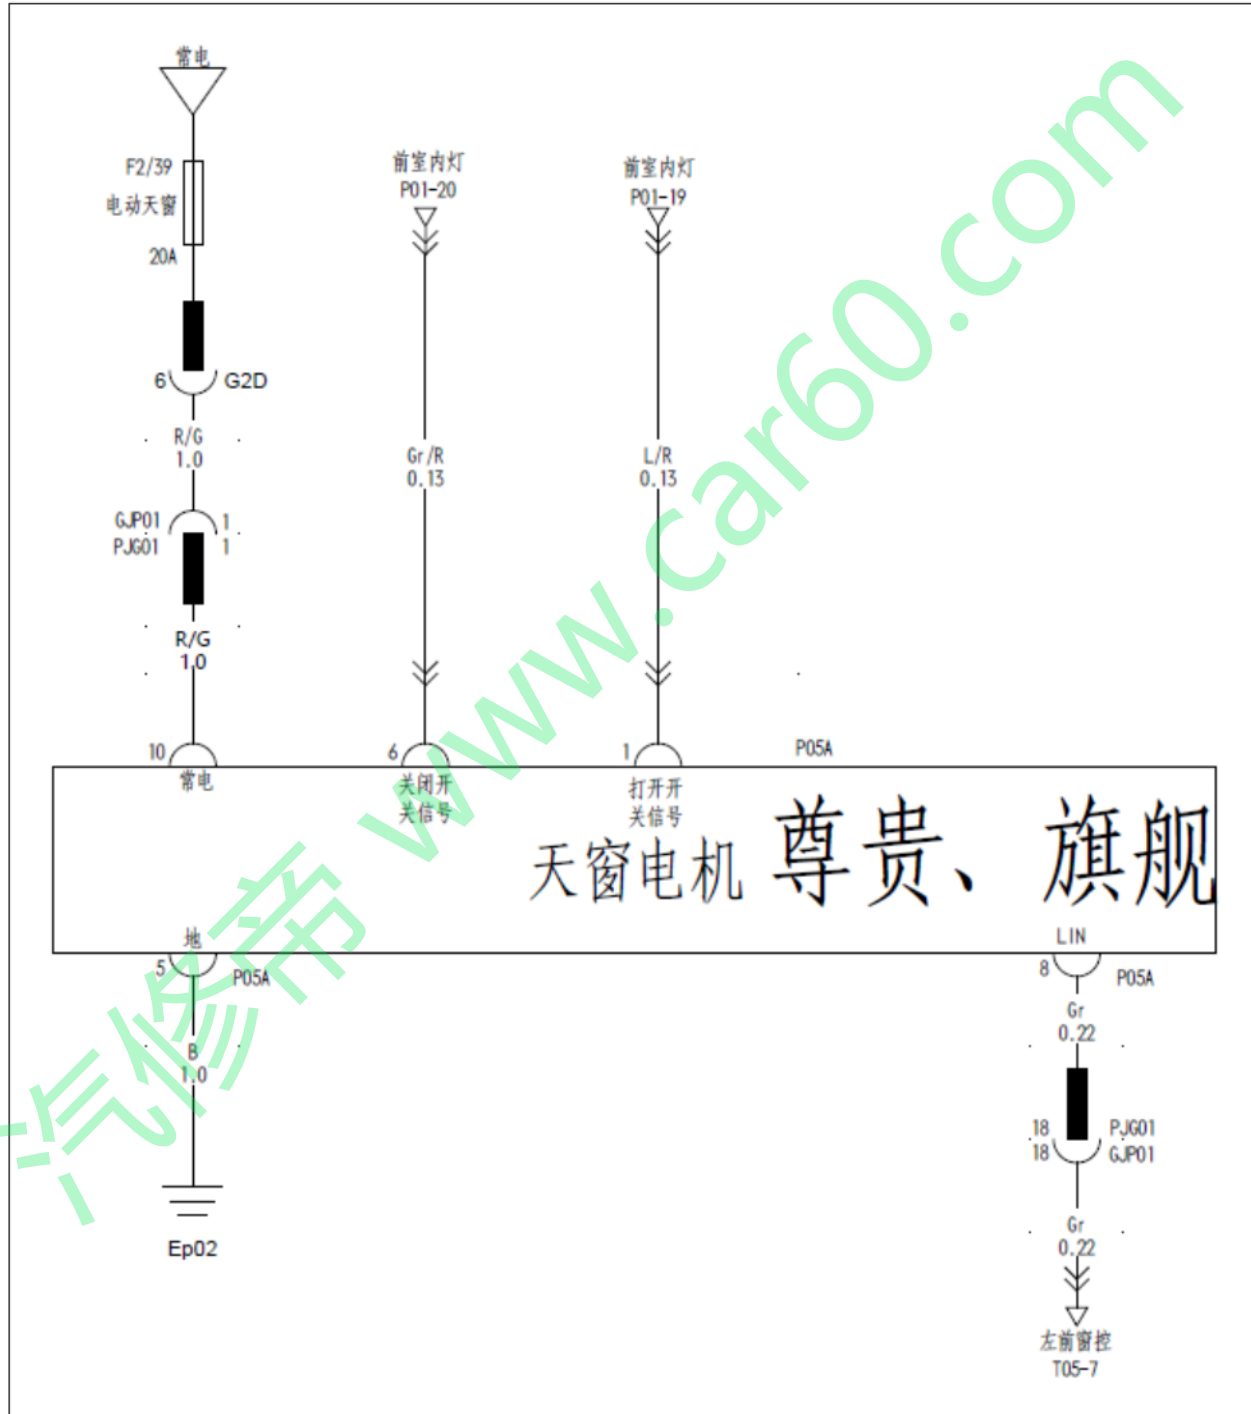 常电
F2/39
电动天窗
20A
6
G2D
R/G
1.0
GJP01
1
PJG01
1
R/G
1.0
10
常电
前室内灯
P01-20
Gr/R
0.13
6
关闭开
关信号
前室内灯
P01-19
L/R
0.13
1
打开开
关信号
P05A
天窗电机 尊贵、旗舰
地
5
P05A
B
1.0
Ep02
LIN
8
P05A
Gr
0.22
18
PJG01
18
GJP01
Gr
0.22
左前窗控
T05-7
汽修帝 www.car60.com